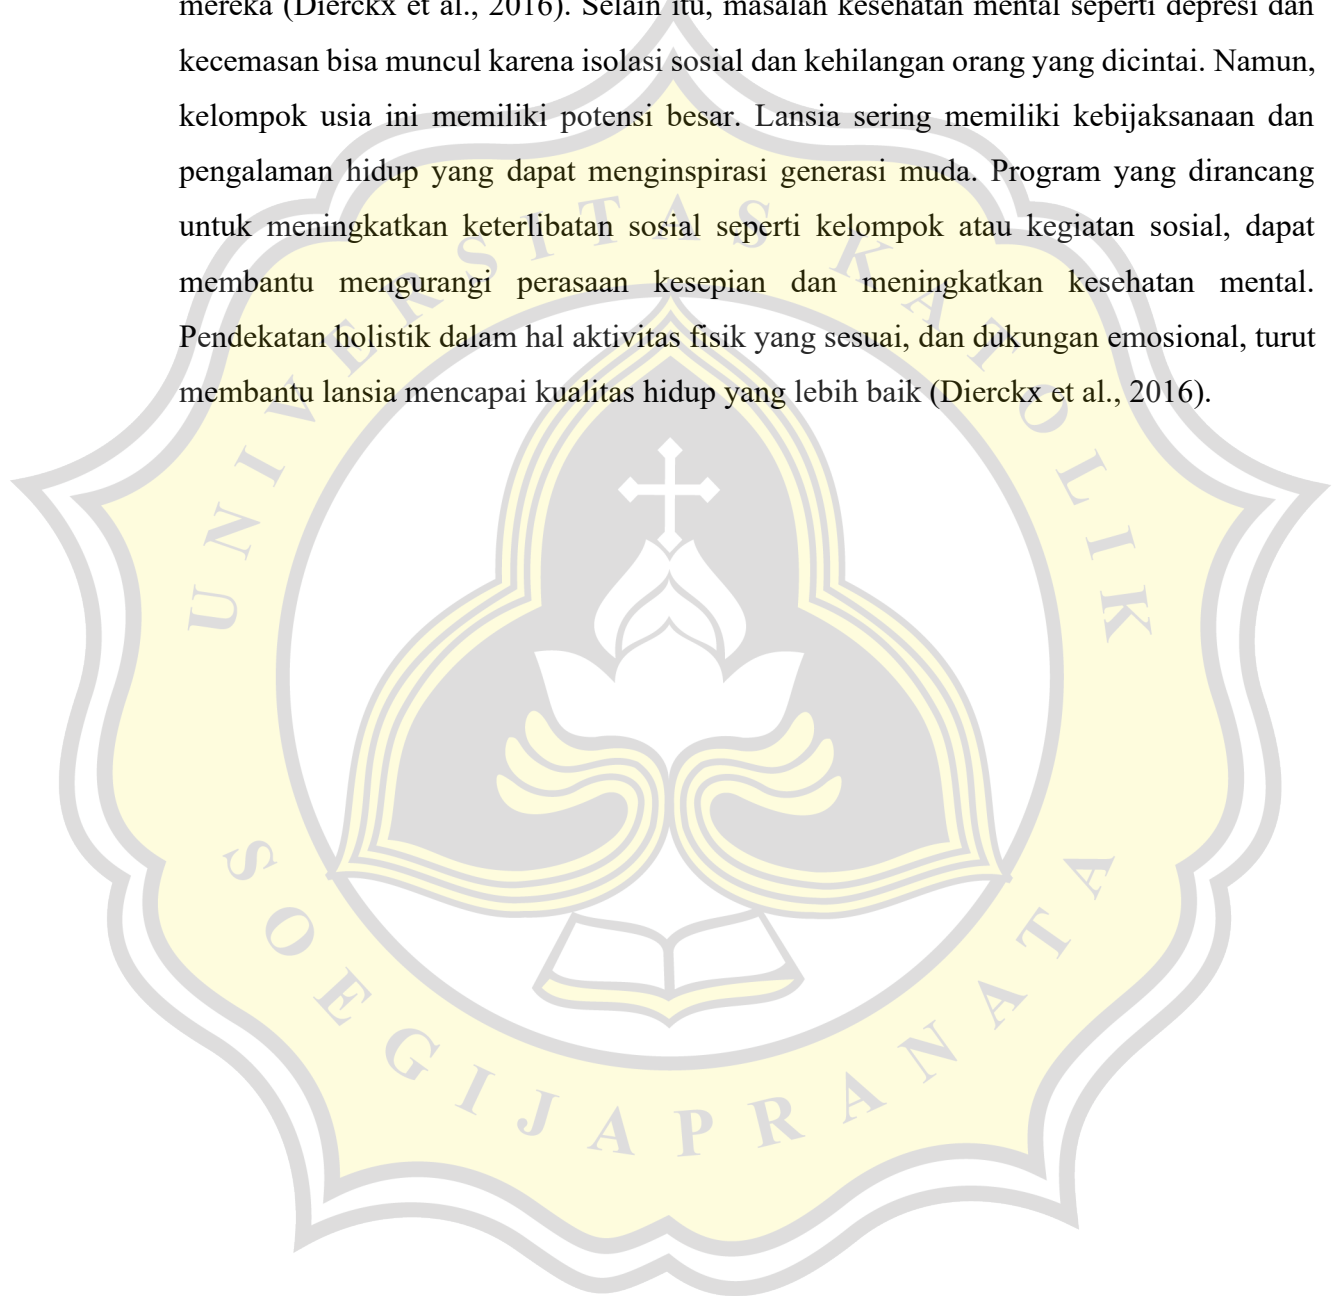 mereka (Dierckx et al., 2016). Selain itu, masalah kesehatan mental seperti depresi dan
kecemasan bisa muncul karena isolasi sosial dan kehilangan orang yang dicintai. Namun,
kelompok usia ini memiliki potensi besar. Lansia sering memiliki kebijaksanaan dan
pengalaman hidup yang dapat menginspirasi generasi muda. Program yang dirancang
untuk meningkatkan keterlibatan sosial seperti kelompok atau kegiatan sosial, dapat
membantu mengurangi perasaan kesepian dan meningkatkan kesehatan mental.
Pendekatan holistik dalam hal aktivitas fisik yang sesuai, dan dukungan emosional, turut
membantu lansia mencapai kualitas hidup yang lebih baik (Dierckx et al., 2016).
UNIVERSITAS KATOLIK
SOEGIJAPRANATA